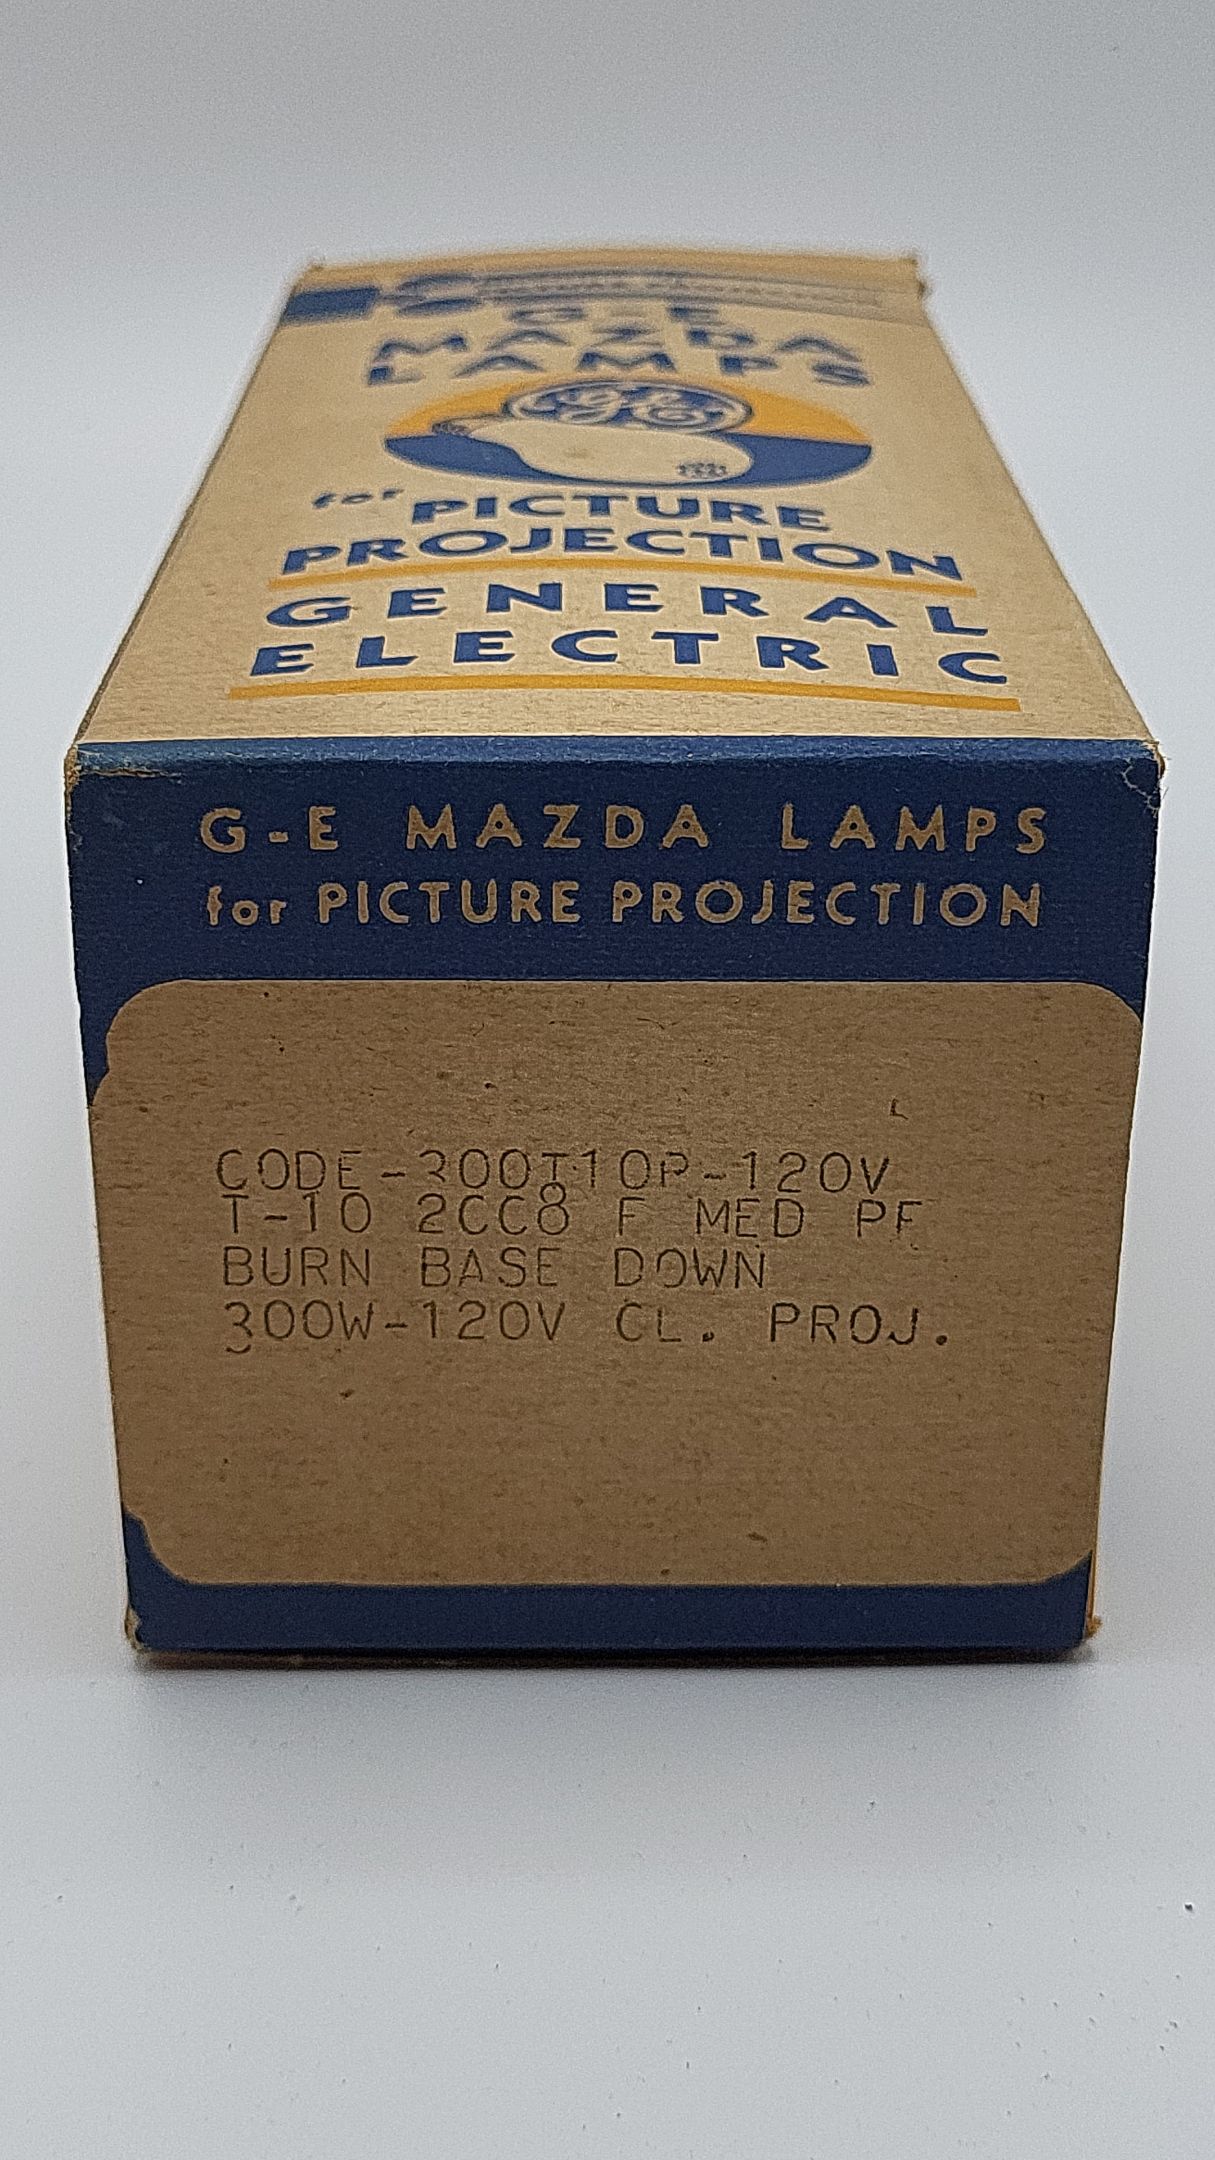 G-E
MAZDA
LAMPS
GE
for PICTURE
PROJECTION
GENERAL
ELECTRIC
G-E MAZDA LAMPS
for PICTURE PROJECTION
CODE-300T10P-120V
T-10 2CC8 F MED PF
BURN BASE DOWN
300W-120V CL. PROJ.